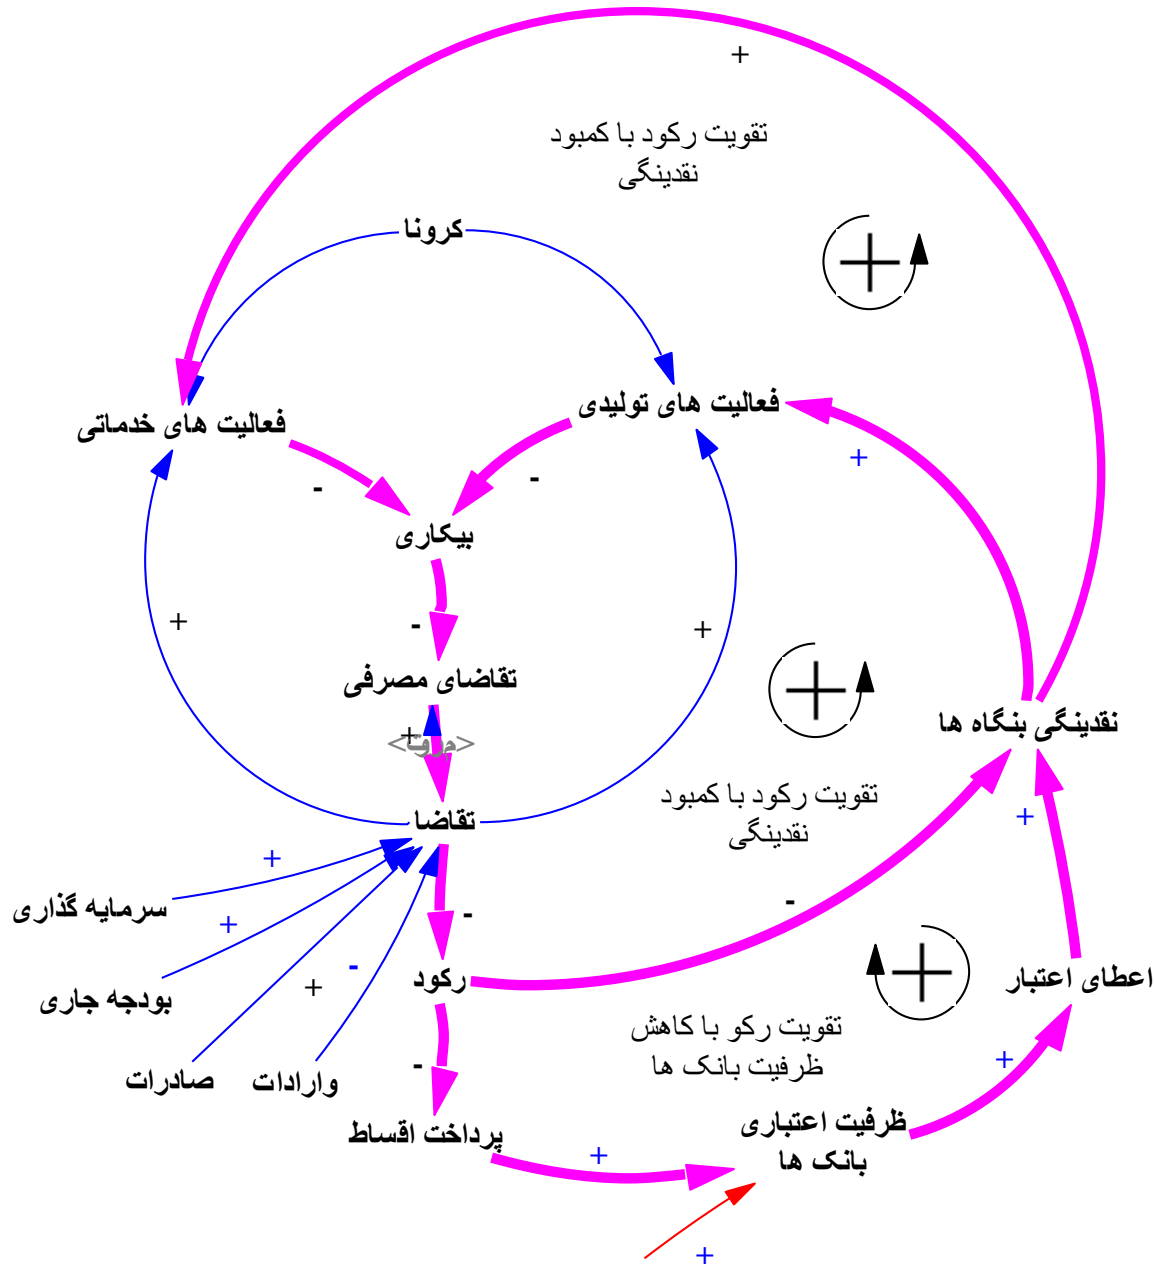 +
تقویت رکود با کمبود
نقدینگی
کرونا
+
فعالیت های تولیدی
فعالیت های خدماتی
+
-
-
بیکاری
+
-
+
تقاضای مصرفی
نقدینگی بنگاه ها
+
+
تقویت رکود با کمبود
نقدینگی
تقاضا
+
+
سرمایه گذاری
-
-
+
+
-
+
رکود
اعطای اعتبار
+
بودجه جاری
تقویت رکو با کاهش
ظرفیت بانک ها
+
-
صادرات
وارادات
ظرفیت اعتباری
بانک ها
پرداخت اقساط
+
+